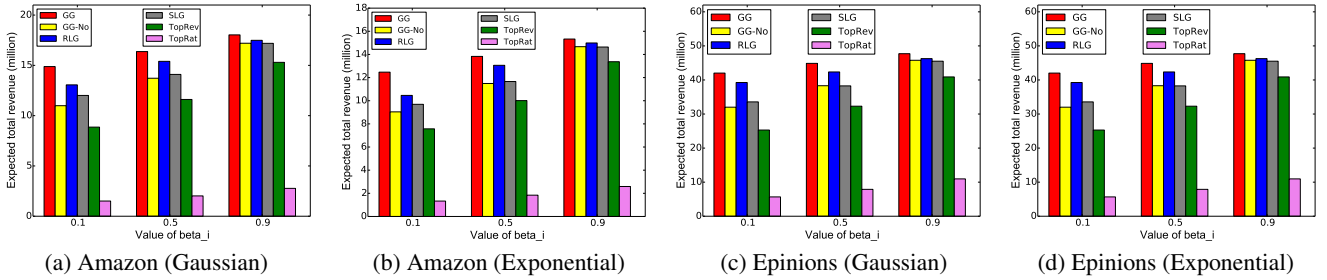 Expected total revenue (million)
20
15
10
5
0
GG
GG-No
RLG
SLG
TopRev
TopRat
0.1 0.5 0.9
Value of beta_i
(a) Amazon (Gaussian)
Expected total revenue (million)
18
16
14
12
10
8
6
4
2
0
GG
GG-No
RLG
SLG
TopRev
TopRat
0.1 0.5 0.9
Value of beta_i
(b) Amazon (Exponential)
Expected total revenue (million)
60
50
40
30
20
10
0
GG
GG-No
RLG
SLG
TopRev
TopRat
0.1 0.5 0.9
Value of beta_i
(c) Epinions (Gaussian)
Expected total revenue (million)
60
50
40
30
20
10
0
GG
GG-No
RLG
SLG
TopRev
TopRat
0.1 0.5 0.9
Value of beta_i
(d) Epinions (Exponential)